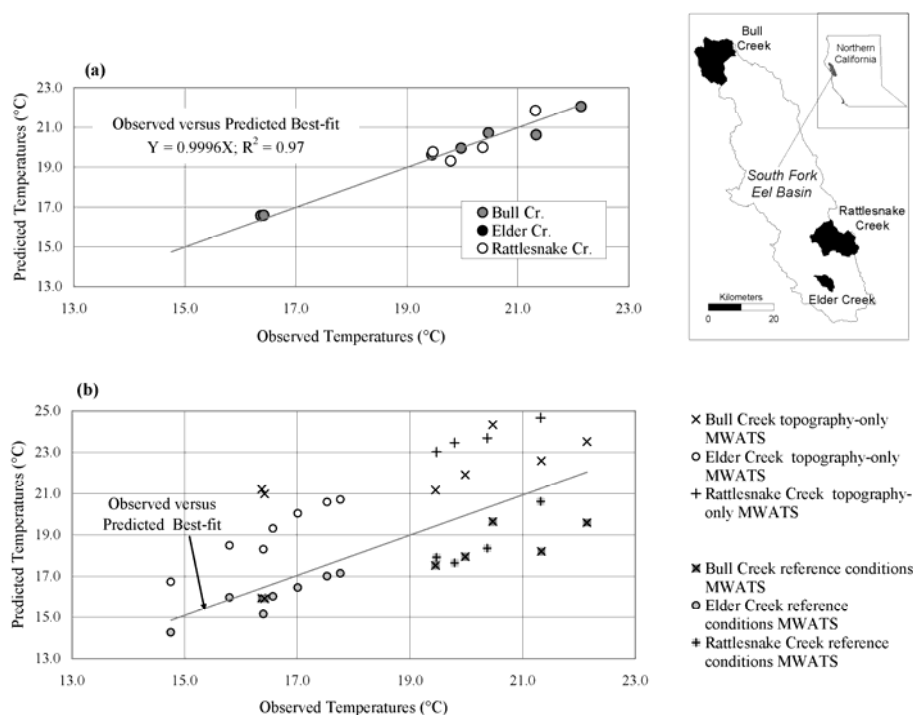 (a)
Predicted Temperatures (°C)
23.0
21.0
19.0
17.0
15.0
13.0
Observed versus Predicted Best-fit
Y = 0.9996X; R² = 0.97
Bull Cr.
Elder Cr.
Rattlesnake Cr.
13.0 15.0 17.0 19.0 21.0 23.0
Observed Temperatures (°C)
Bull
Creek
Northern
California
South Fork
Eel Basin
Rattlesnake
Creek
Kilometers
0 20
Elder Creek
(b)
Predicted Temperatures (°C)
25.0
23.0
21.0
19.0
17.0
15.0
13.0
Observed versus
Predicted Best-fit
13.0 15.0 17.0 19.0 21.0 23.0
Observed Temperatures (°C)
Bull Creek topography-only
MWATS
Elder Creek topography-only
MWATS
Rattlesnake Creek topography-
only MWATS
Bull Creek reference conditions
MWATS
Elder Creek reference
conditions MWATS
Rattlesnake Creek reference
conditions MWATS